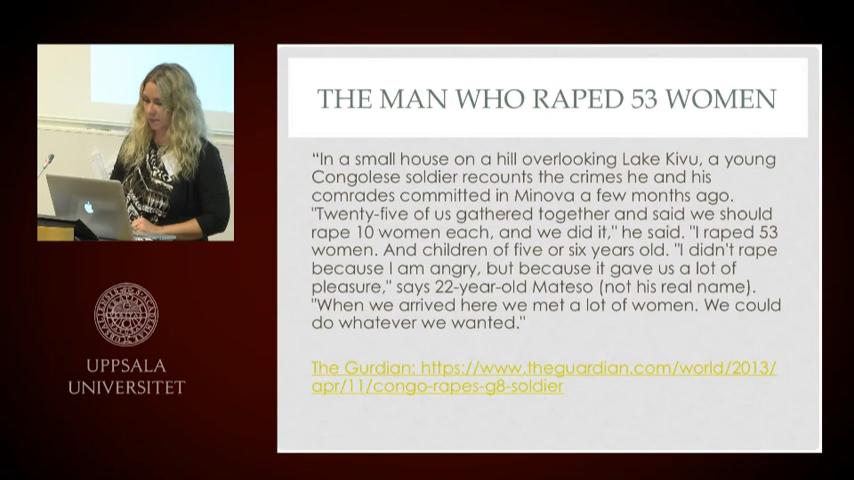 THE MAN WHO RAPED 53 WOMEN
“In a small house on a hill overlooking Lake Kivu, a young
Congolese soldier recounts the crimes he and his
comrades committed in Minova a few months ago.
"Twenty-five of us gathered together and said we should
rape 10 women each, and we did it," he said. "I raped 53
women. And children of five or six years old. "I didn't rape
because I am angry, but because it gave us a lot of
pleasure," says 22-year-old Mateso (not his real name).
"When we arrived here we met a lot of women. We could
do whatever we wanted."
The Gurdian: https://www.theguardian.com/world/2013/
apr/11/congo-rapes-g8-soldier
UPPSALA
UNIVERSITET